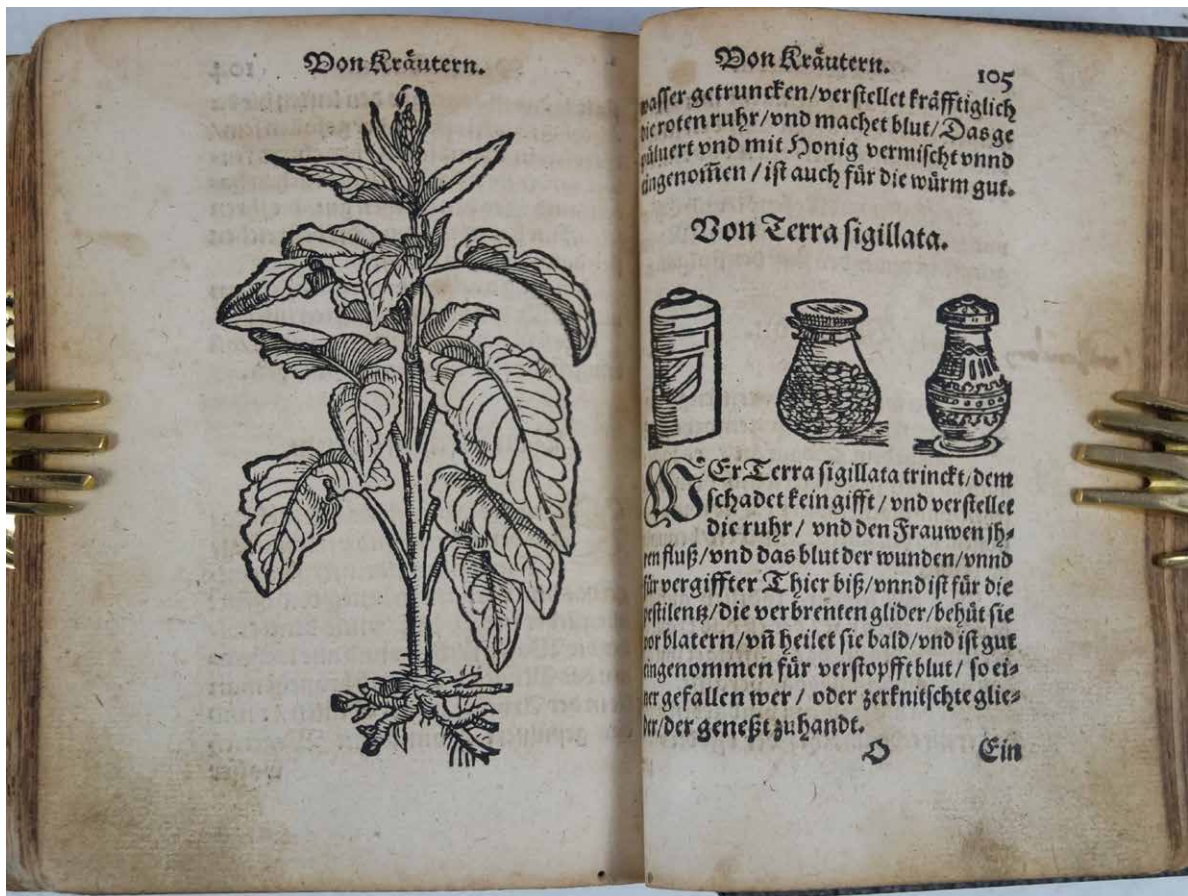 Von Kräutern.
Von Kräutern.
105
wasser getruncken/verstellet kräfftiglich
die roten ruhr/vnd machet blut/Das ge
püluert vnd mit Honig vermischt vnnd
eingenom̃en/ist auch für die würm gut.
Von Terra sigillata.
WEr Terra sigillata trinckt/dem
schadet kein gifft/vnd verstellet
die ruhr/vnd den Frauwen jh-
ren fluß/vnd das blut der wunden/vnnd
für vergiffter Thier biß/vnnd ist für die
pestilentz/die verbrenten glider/behüt sie
vor blatern/vñ heilet sie bald/vnd ist gut
eingenommen für verstopfft blut/so ei-
ner gefallen wer/oder zerknitschte glie-
der/der geneßt zuhandt.
O
Ein